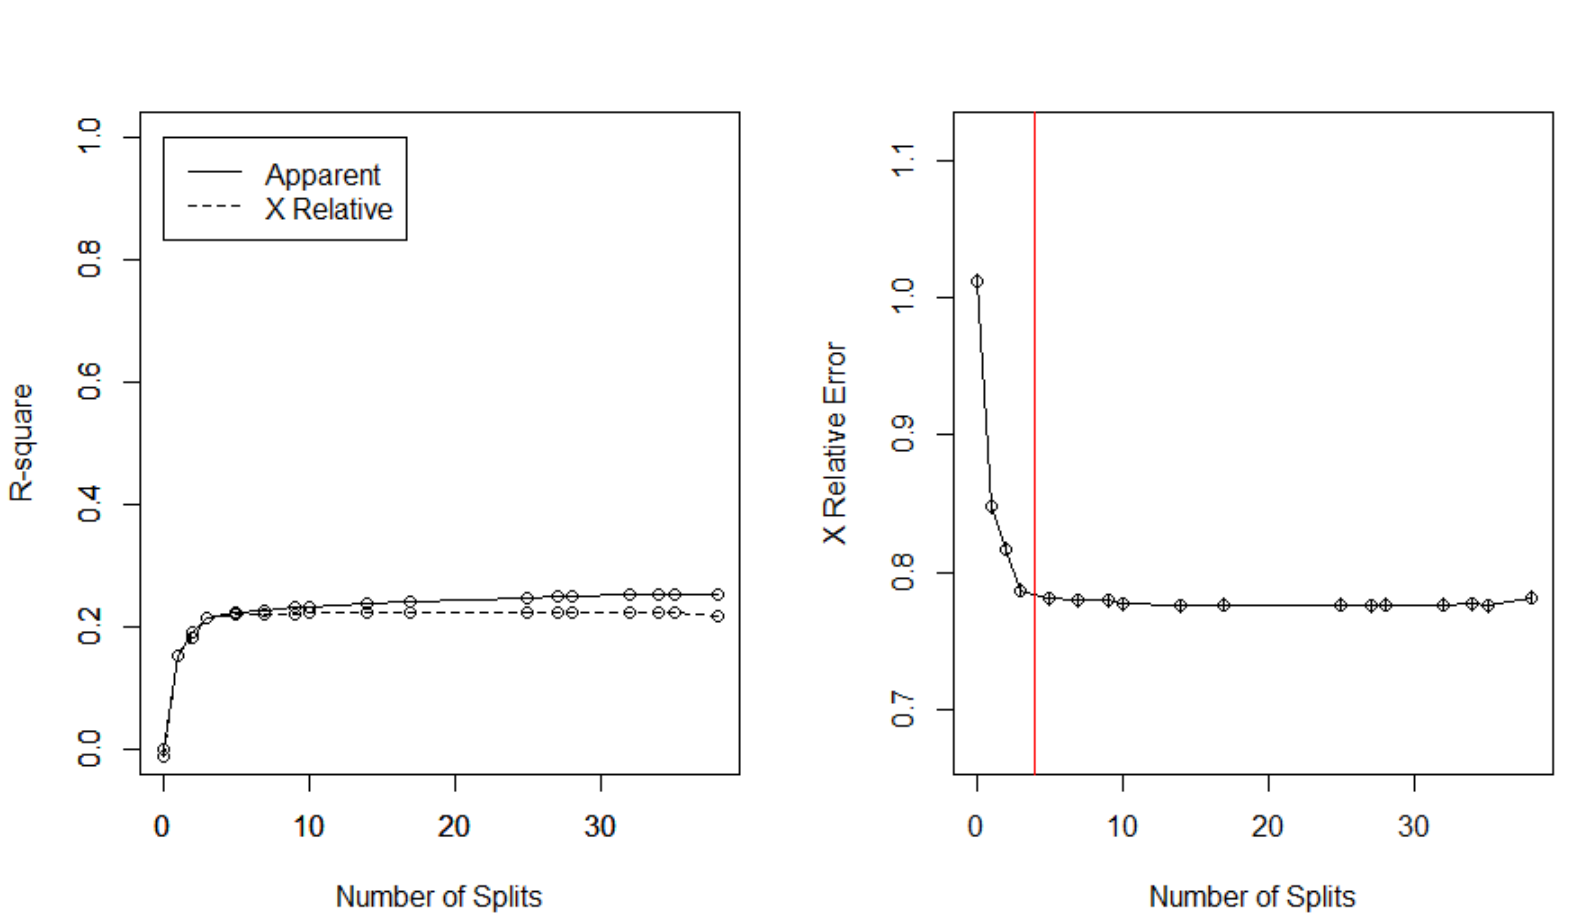 R-square
1.0
0.8
0.6
0.4
0.2
0.0
Apparent
X Relative
0 10 20 30
Number of Splits
X Relative Error
1.1
1.0
0.9
0.8
0.7
0 10 20 30
Number of Splits